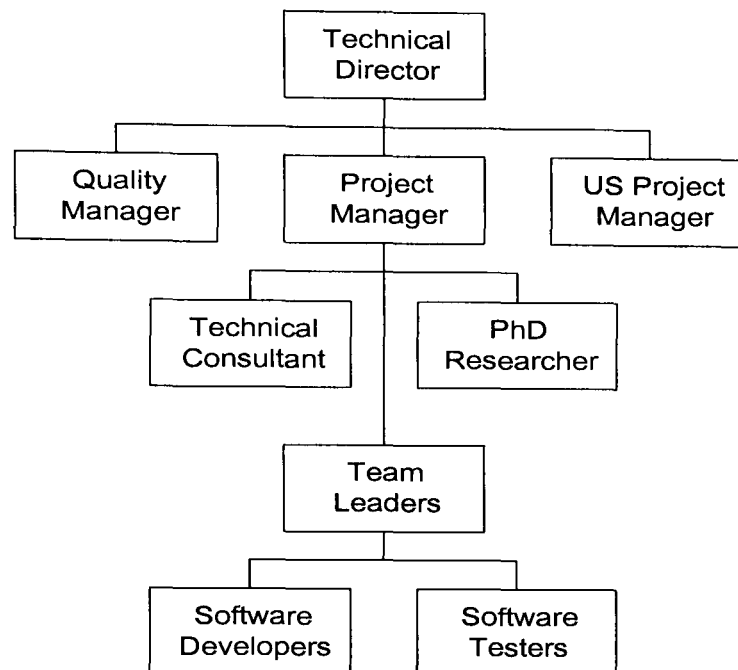 Technical
Director
Quality
Manager
Project
Manager
US Project
Manager
Technical
Consultant
PhD
Researcher
Team
Leaders
Software
Developers
Software
Testers